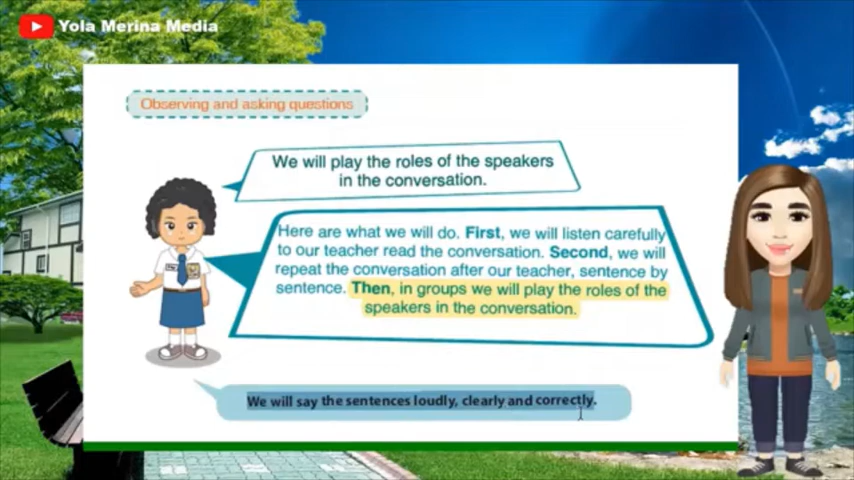 Yola Merina Media
Observing and asking questions
We will play the roles of the speakers
in the conversation.
Here are what we will do. First, we will listen carefully
to our teacher read the conversation. Second, we will
repeat the conversation after our teacher, sentence by
sentence. Then, in groups we will play the roles of the
speakers in the conversation.
We will say the sentences loudly, clearly and correctly.